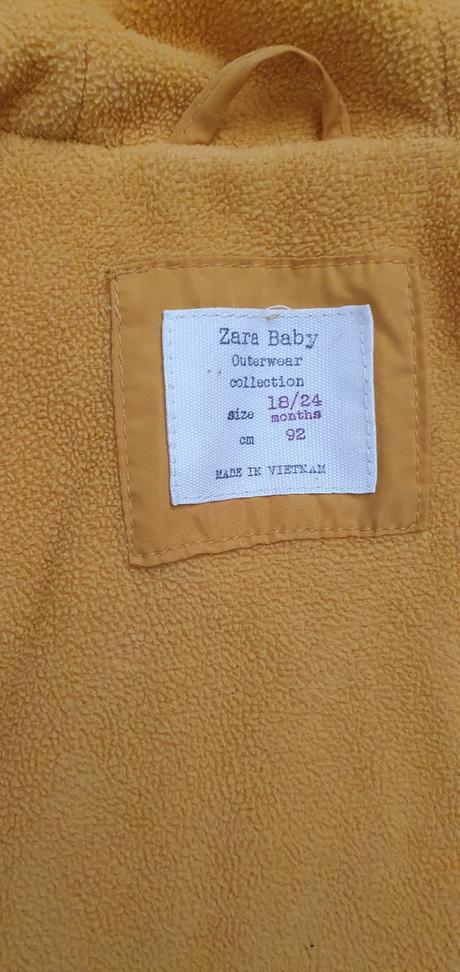 Zara Baby
Outerwear
collection
size 18/24 months
cm 92
MADE IN VIETNAM